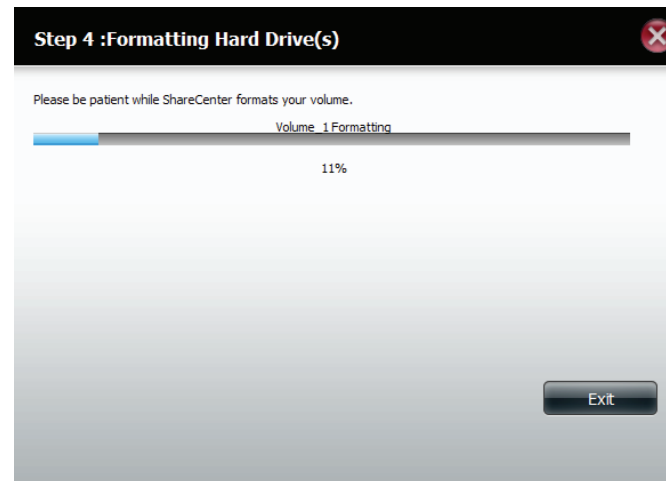 Step 4 :Formatting Hard Drive(s)
Please be patient while ShareCenter formats your volume.
Volume_1 Formatting
11%
Exit